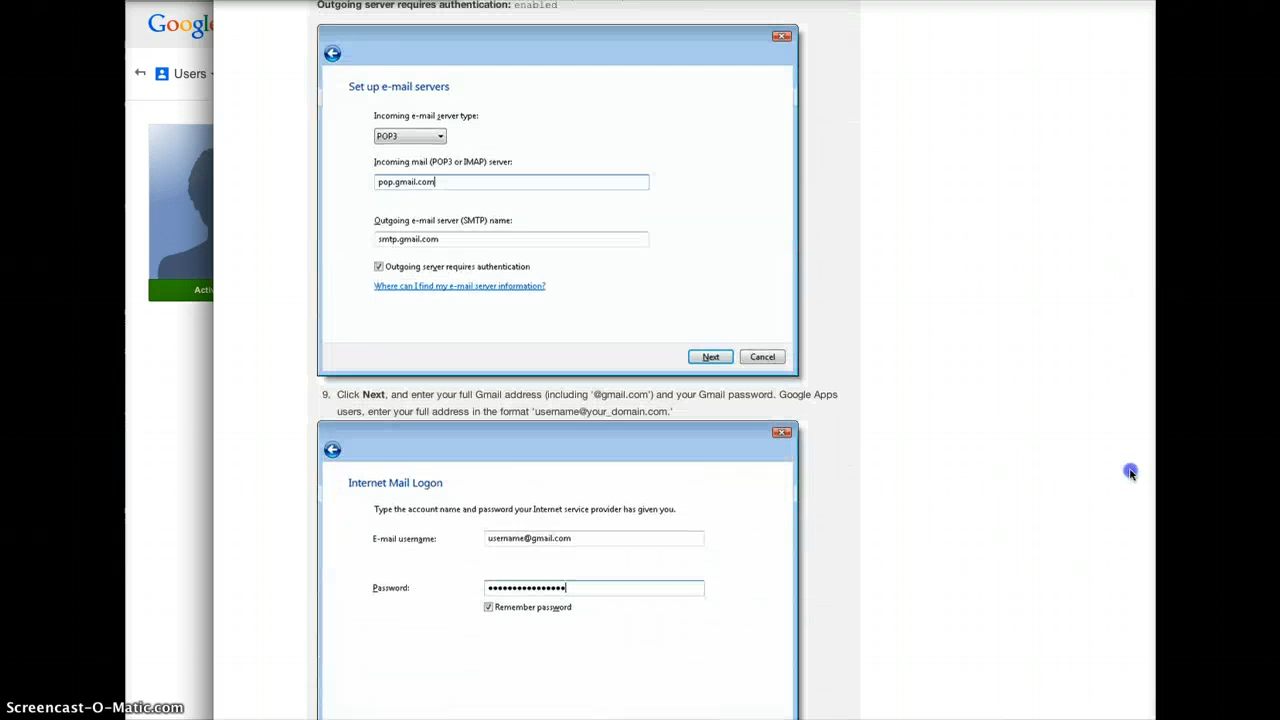 Outgoing server requires authentication: enabled
Google
Users
Set up e-mail servers
Incoming e-mail server type:
POP3
Incoming mail (POP3 or IMAP) server:
pop.gmail.com
Outgoing e-mail server (SMTP) name:
smtp.gmail.com
Outgoing server requires authentication
Where can I find my e-mail server information?
Next Cancel
9. Click Next, and enter your full Gmail address (including '@gmail.com') and your Gmail password. Google Apps
users, enter your full address in the format 'username@your_domain.com.'
Internet Mail Logon
Type the account name and password your Internet service provider has given you.
E-mail username: username@gmail.com
Password: ••••••••••••••••
Remember password
Screencast-O-Matic.com